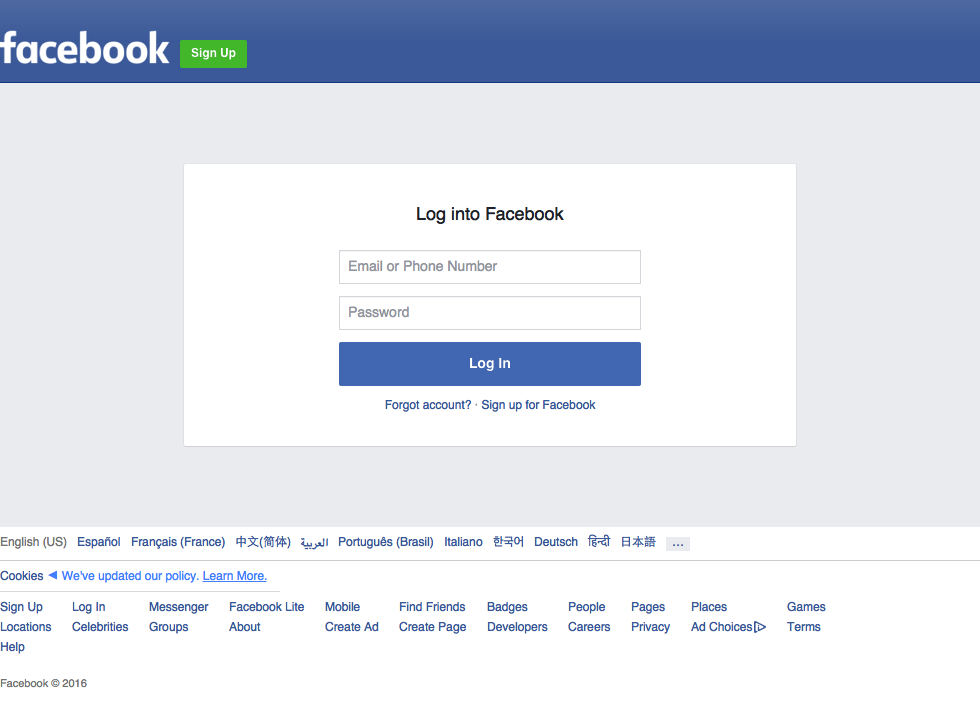 facebook Sign Up
Log into Facebook
Email or Phone Number
Password
Log In
Forgot account? · Sign up for Facebook
English (US) Español Français (France) 中文(简体) العربية Português (Brasil) Italiano 한국어 Deutsch हिन्दी 日本語 ...
Cookies ◀ We've updated our policy. Learn More.
Sign Up Log In Messenger Facebook Lite Mobile Find Friends Badges People Pages Places Games
Locations Celebrities Groups About Create Ad Create Page Developers Careers Privacy Ad Choices Terms
Help
Facebook © 2016